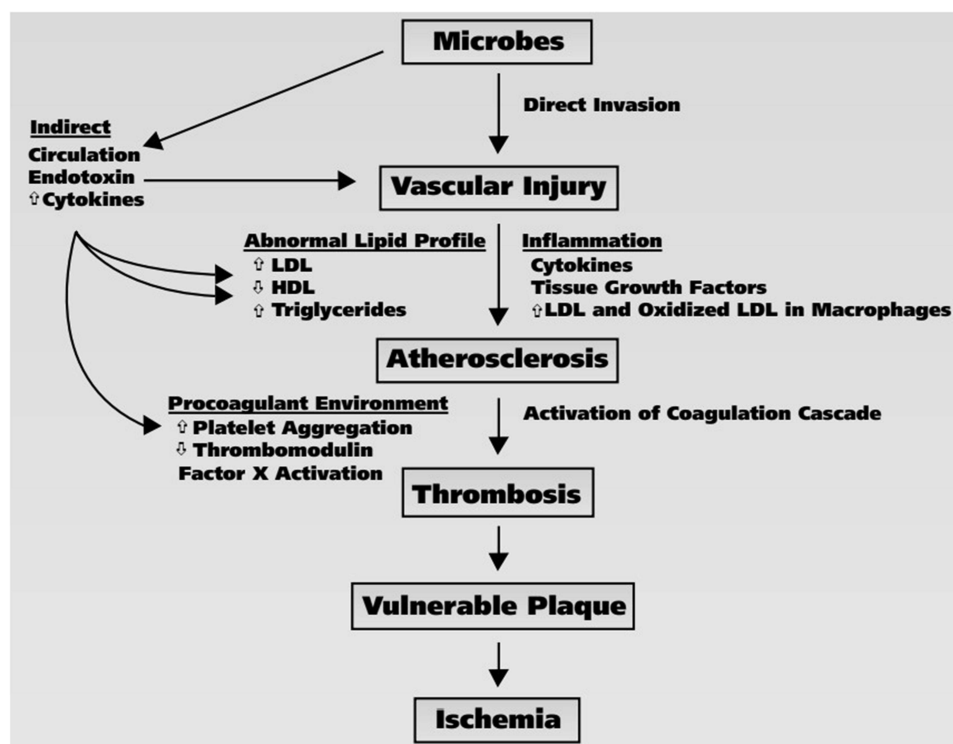 Microbes
Direct Invasion
Indirect
Circulation
Endotoxin
⇧Cytokines
Vascular Injury
Abnormal Lipid Profile
⇧ LDL
⇩ HDL
⇧ Triglycerides
Inflammation
Cytokines
Tissue Growth Factors
⇧LDL and Oxidized LDL in Macrophages
Atherosclerosis
Procoagulant Environment
⇧ Platelet Aggregation
⇩ Thrombomodulin
Factor X Activation
Activation of Coagulation Cascade
Thrombosis
Vulnerable Plaque
Ischemia